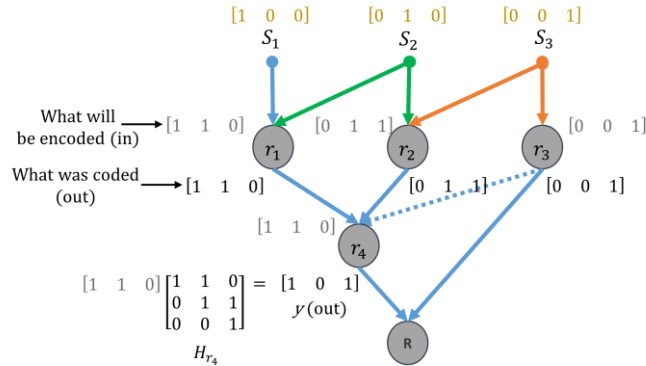 [1 0 0] [0 1 0] [0 0 1]
S₁ S₂ S₃
What will
be encoded (in)
[1 1 0] [0 1 1] [0 0 1]
r₁ r₂ r₃
What was coded
(out)
[1 1 0] [0 1 1] [0 0 1]
[1 1 0]
r₄
[1 1 0] [1 1 0
0 1 1
0 0 1] = [1 0 1]
y (out)
H_{r₄}
R